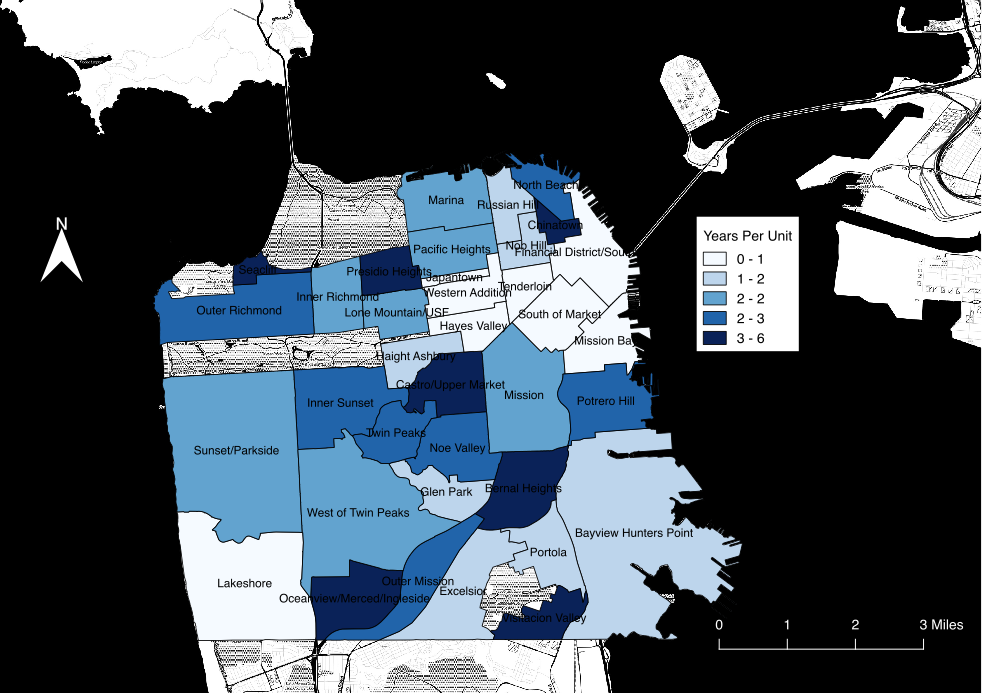 N
North Beach
Marina
Russian Hill
Chinatown
Nob Hill
Pacific Heights
Financial District/Sou
Seacliff
Presidio Heights
Japantown
Tenderloin
Western Addition
Inner Richmond
Outer Richmond
Lone Mountain/USF
South of Market
Hayes Valley
Mission Ba
Haight Ashbury
Castro/Upper Market
Mission
Inner Sunset
Potrero Hill
Twin Peaks
Sunset/Parkside
Noe Valley
Glen Park
Bernal Heights
West of Twin Peaks
Bayview Hunters Point
Portola
Lakeshore
Outer Mission
Excelsior
Oceanview/Merced/Ingleside
Visitacion Valley
Years Per Unit
0 - 1
1 - 2
2 - 2
2 - 3
3 - 6
0 1 2 3 Miles